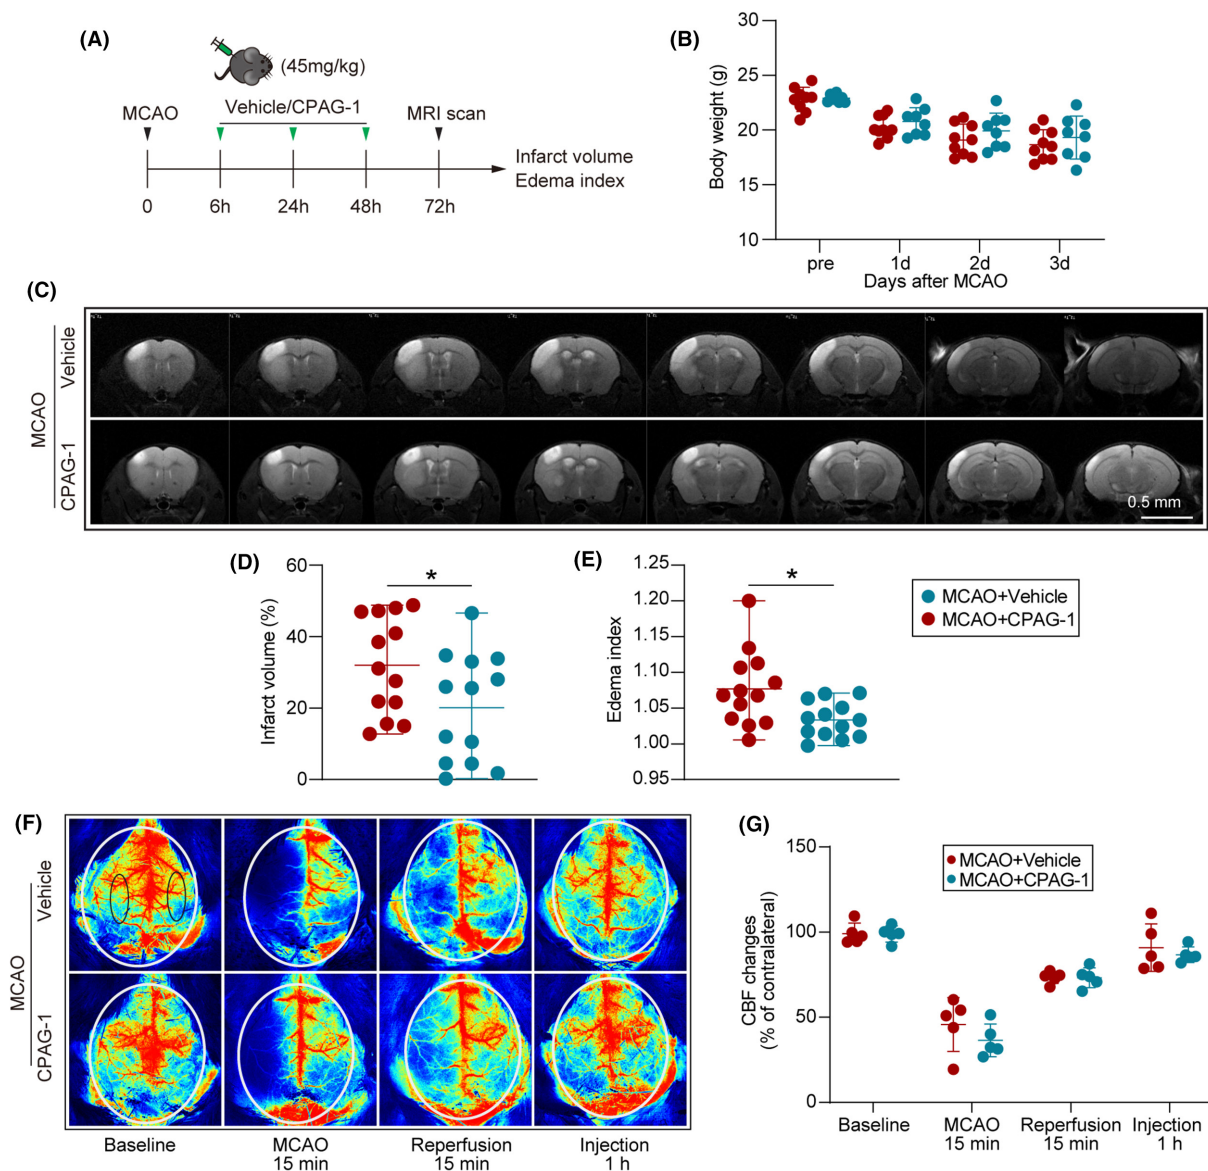 (A)
(45mg/kg)
MCAO
Vehicle/CPAG-1
MRI scan
Infarct volume
Edema index
0
6h
24h
48h
72h
(B)
Body weight (g)
30
25
20
15
10
pre
1d
2d
3d
Days after MCAO
(C)
MCAO
Vehicle
CPAG-1
0.5 mm
(D)
Infarct volume (%)
60
40
20
0
*
(E)
Edema index
1.25
1.20
1.15
1.10
1.05
1.00
0.95
*
MCAO+Vehicle
MCAO+CPAG-1
(F)
MCAO
Vehicle
CPAG-1
Baseline
MCAO
15 min
Reperfusion
15 min
Injection
1 h
(G)
CBF changes
(% of contralateral)
150
100
50
0
MCAO+Vehicle
MCAO+CPAG-1
Baseline
MCAO
15 min
Reperfusion
15 min
Injection
1 h